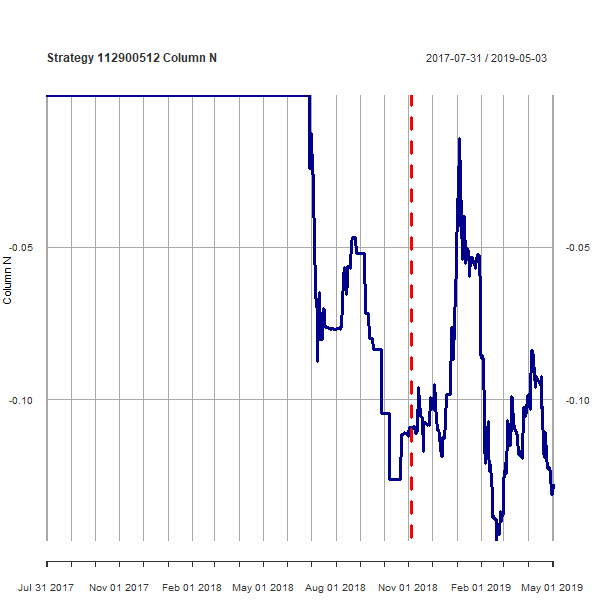 Strategy 112900512 Column N 2017-07-31 / 2019-05-03
-0.05 -0.05
Column N
-0.10 -0.10
Jul 31 2017 Nov 01 2017 Feb 01 2018 May 01 2018 Aug 01 2018 Nov 01 2018 Feb 01 2019 May 01 2019